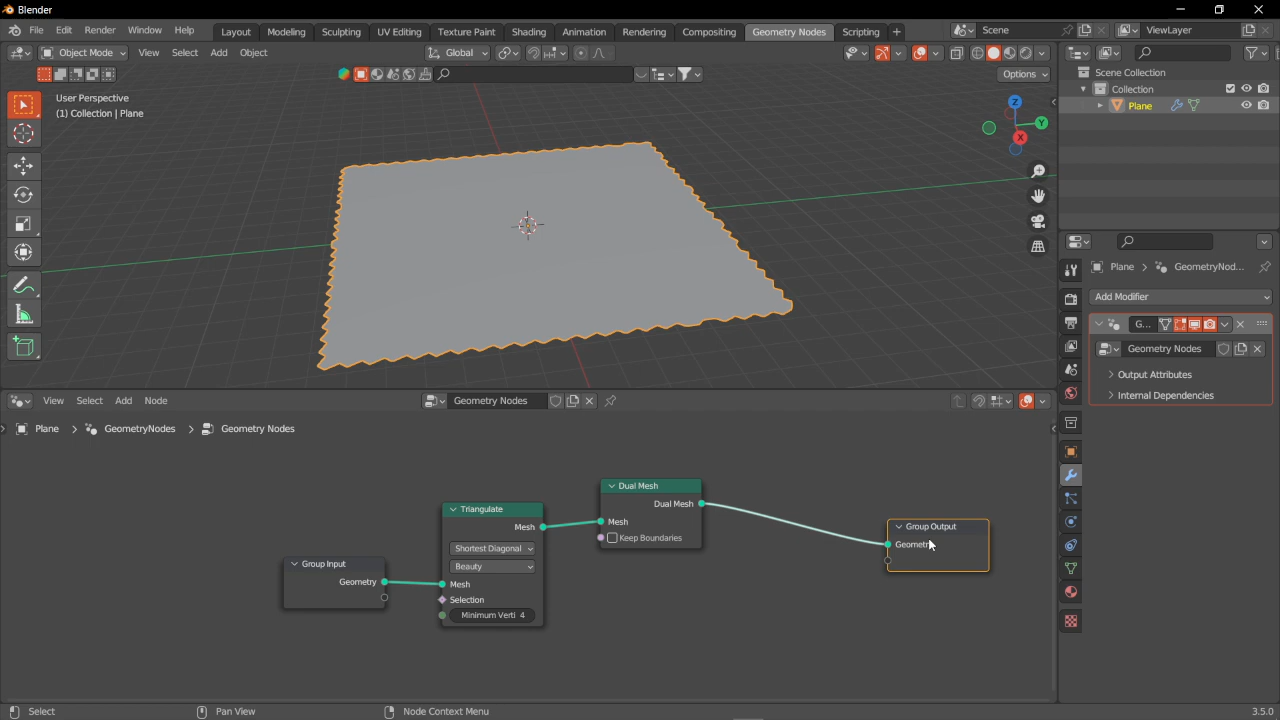 Blender
File Edit Render Window Help Layout Modeling Sculpting UV Editing Texture Paint Shading Animation Rendering Compositing Geometry Nodes Scripting + Scene ViewLayer
Object Mode View Select Add Object Global
Options
User Perspective
(1) Collection | Plane
Z
Y
X
Scene Collection
Collection
Plane
Plane > GeometryNod...
Add Modifier
G...
Geometry Nodes
Output Attributes
Internal Dependencies
View Select Add Node Geometry Nodes
Plane > GeometryNodes > Geometry Nodes
Group Input
Geometry
Triangulate
Mesh
Shortest Diagonal
Beauty
Mesh
Selection
Minimum Verti 4
Dual Mesh
Dual Mesh
Mesh
Keep Boundaries
Group Output
Geometry
Select Pan View Node Context Menu 3.5.0